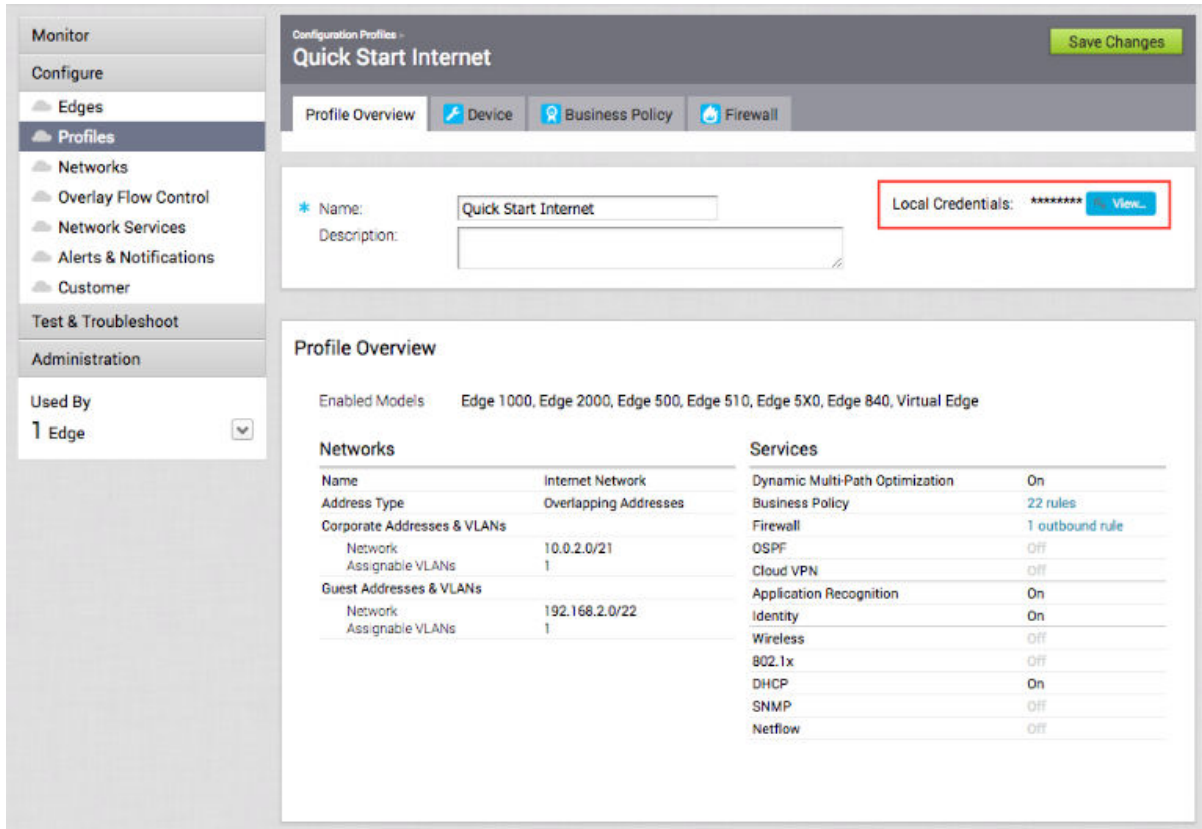 Monitor
Configure
Edges
Profiles
Networks
Overlay Flow Control
Network Services
Alerts & Notifications
Customer
Test & Troubleshoot
Administration
Used By
1 Edge
Configuration Profiles
Quick Start Internet
Save Changes
Profile Overview Device Business Policy Firewall
* Name: Quick Start Internet
Local Credentials: ******** View...
Description:
Profile Overview
Enabled Models Edge 1000, Edge 2000, Edge 500, Edge 510, Edge 5X0, Edge 840, Virtual Edge
Networks
Name Internet Network
Address Type Overlapping Addresses
Corporate Addresses & VLANs
Network 10.0.2.0/21
Assignable VLANs 1
Guest Addresses & VLANs
Network 192.168.2.0/22
Assignable VLANs 1
Services
Dynamic Multi-Path Optimization On
Business Policy 22 rules
Firewall 1 outbound rule
OSPF Off
Cloud VPN Off
Application Recognition On
Identity On
Wireless Off
802.1x Off
DHCP On
SNMP Off
Netflow Off